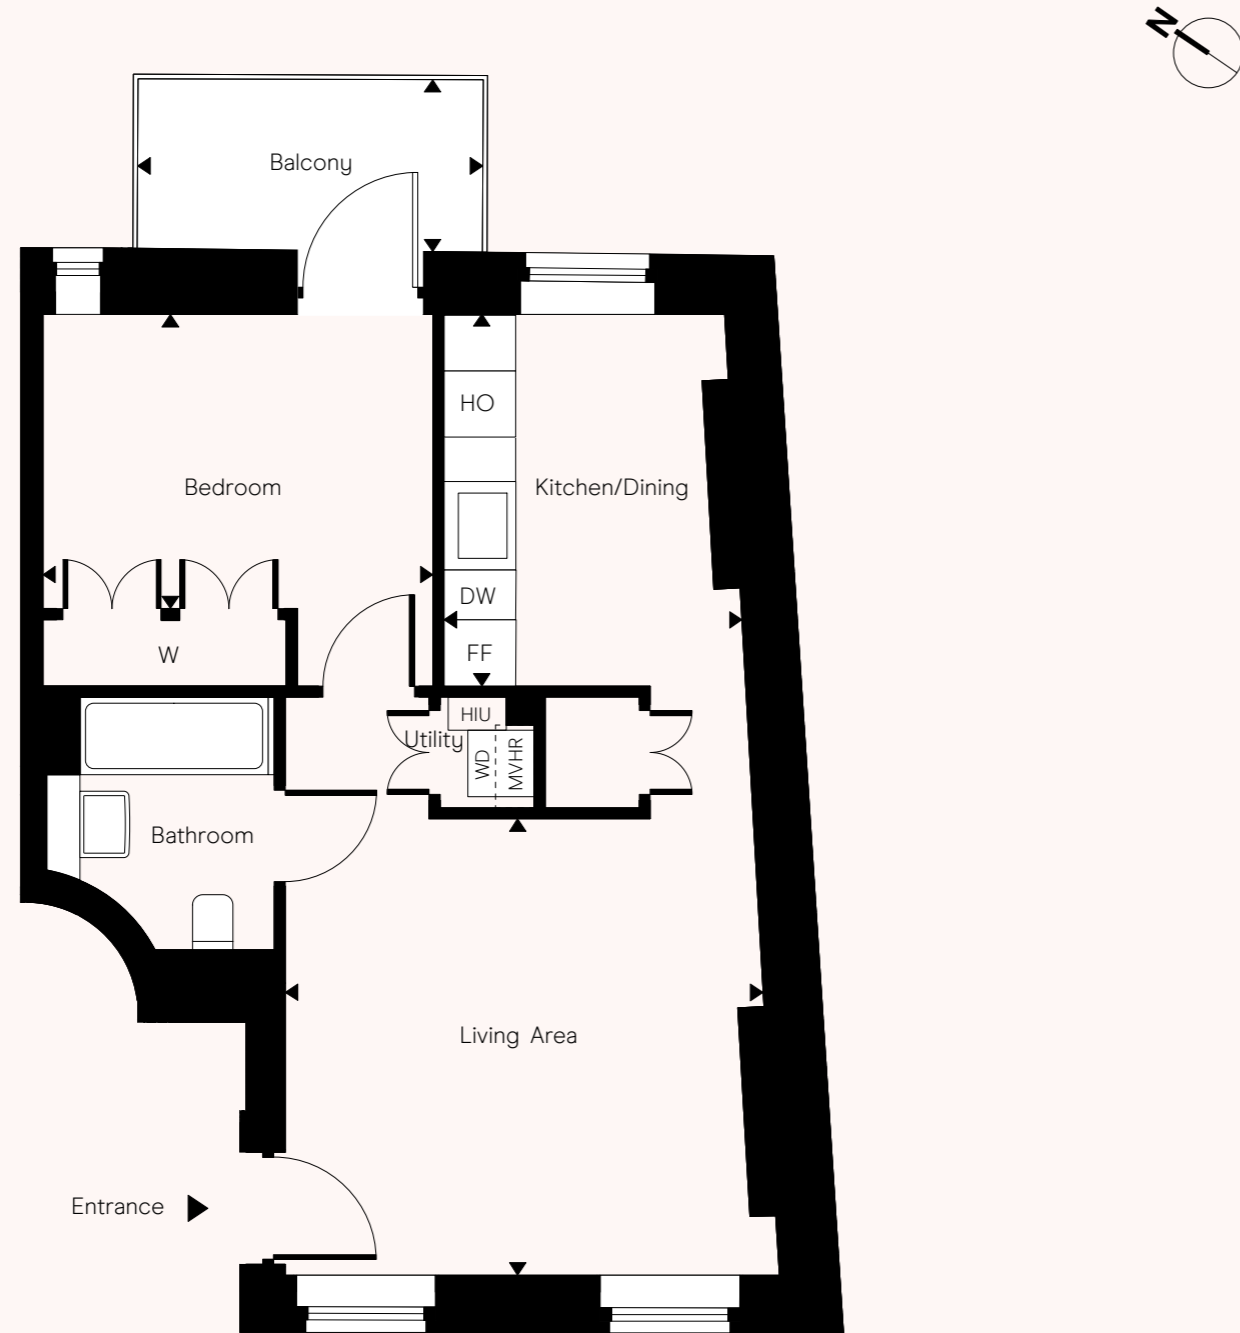 N
Balcony
HO
Bedroom
Kitchen/Dining
DW
FF
W
HIU
Utility
WD
MVHR
Bathroom
Living Area
Entrance